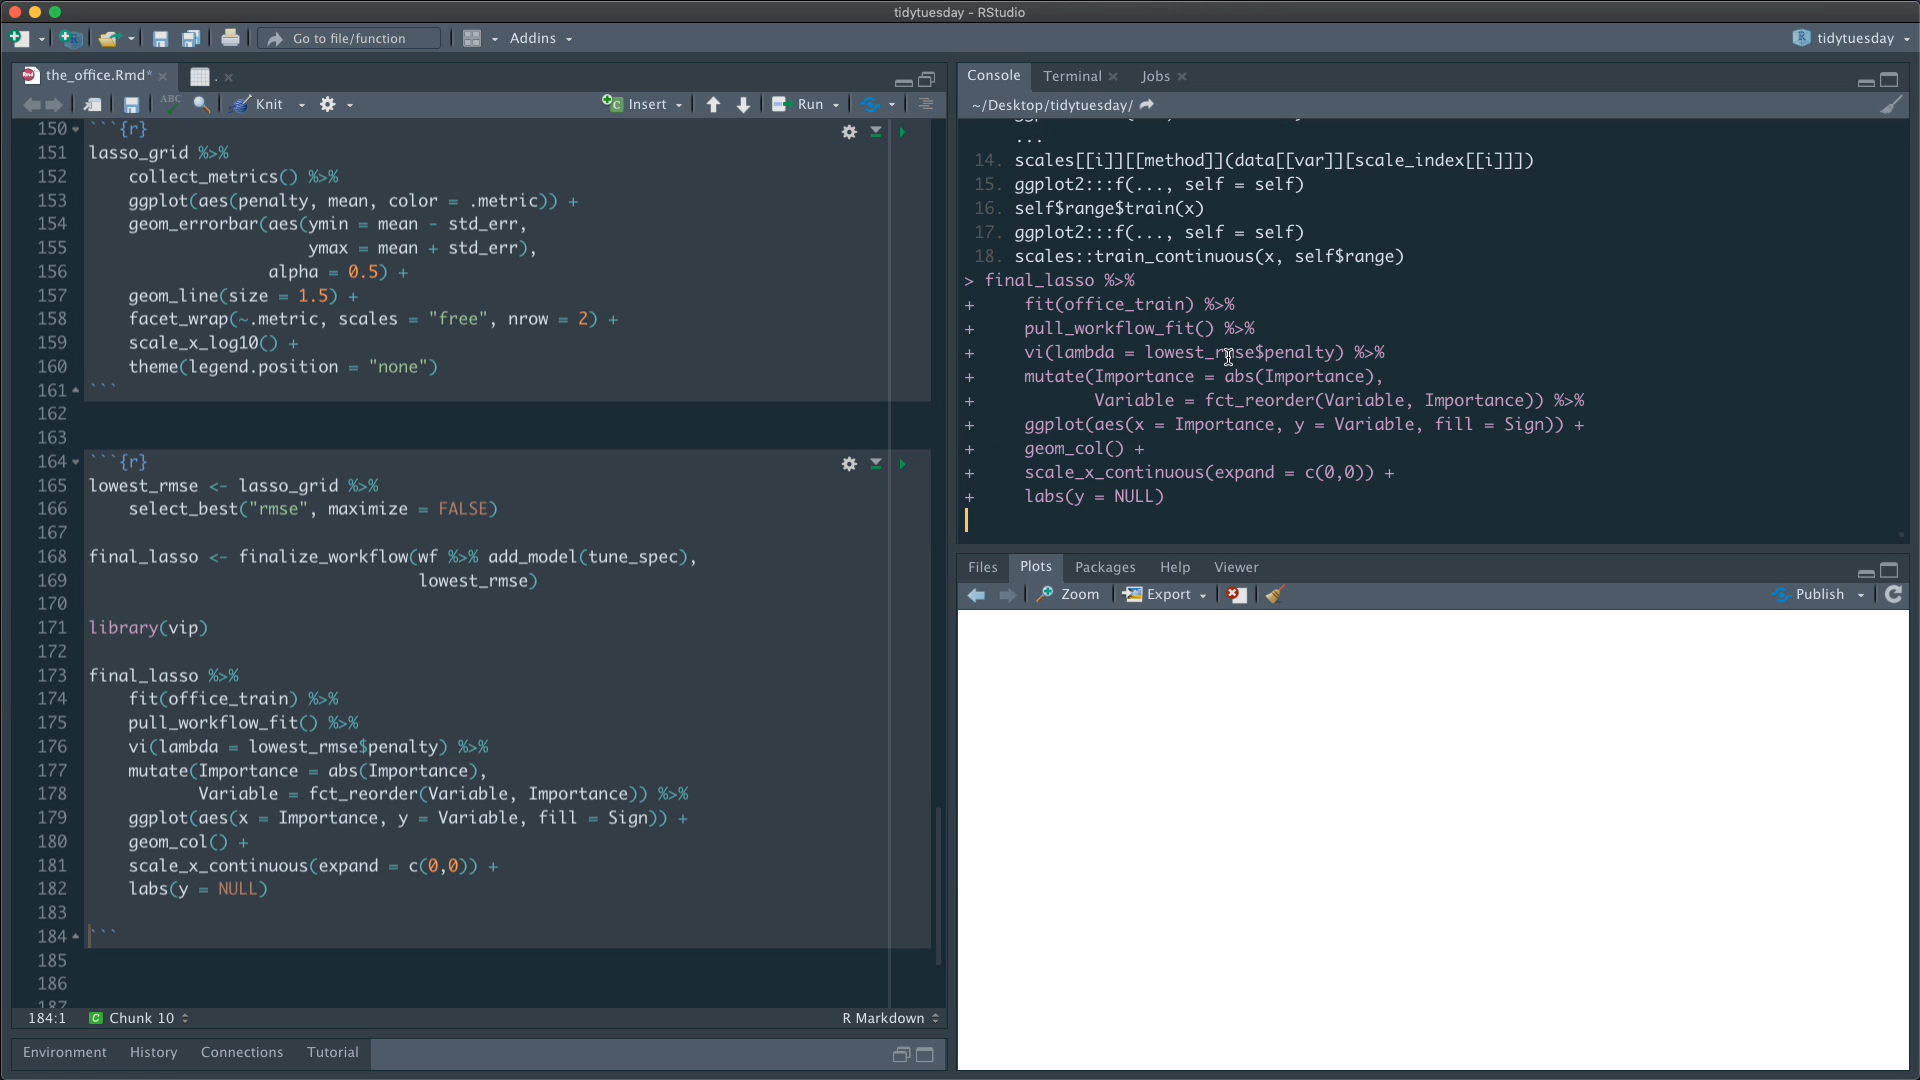 tidytuesday - RStudio
Go to file/function
Addins
tidytuesday
the_office.Rmd*
.
Knit
Insert
Run
150 ```{r}
151 lasso_grid %>%
152     collect_metrics() %>%
153     ggplot(aes(penalty, mean, color = .metric)) +
154     geom_errorbar(aes(ymin = mean - std_err,
155                       ymax = mean + std_err),
156                   alpha = 0.5) +
157     geom_line(size = 1.5) +
158     facet_wrap(~.metric, scales = "free", nrow = 2) +
159     scale_x_log10() +
160     theme(legend.position = "none")
161 ```
162
163
164 ```{r}
165 lowest_rmse <- lasso_grid %>%
166     select_best("rmse", maximize = FALSE)
167
168 final_lasso <- finalize_workflow(wf %>% add_model(tune_spec),
169                                  lowest_rmse)
170
171 library(vip)
172
173 final_lasso %>%
174     fit(office_train) %>%
175     pull_workflow_fit() %>%
176     vi(lambda = lowest_rmse$penalty) %>%
177     mutate(Importance = abs(Importance),
178            Variable = fct_reorder(Variable, Importance)) %>%
179     ggplot(aes(x = Importance, y = Variable, fill = Sign)) +
180     geom_col() +
181     scale_x_continuous(expand = c(0,0)) +
182     labs(y = NULL)
183
184 ```
185
186
187
184:1 Chunk 10 R Markdown
Environment History Connections Tutorial
Console Terminal Jobs
~/Desktop/tidytuesday/
...
14. scales[[i]][[method]](data[[var]][scale_index[[i]]])
15. ggplot2:::f(..., self = self)
16. self$range$train(x)
17. ggplot2:::f(..., self = self)
18. scales::train_continuous(x, self$range)
> final_lasso %>%
+     fit(office_train) %>%
+     pull_workflow_fit() %>%
+     vi(lambda = lowest_rmse$penalty) %>%
+     mutate(Importance = abs(Importance),
+            Variable = fct_reorder(Variable, Importance)) %>%
+     ggplot(aes(x = Importance, y = Variable, fill = Sign)) +
+     geom_col() +
+     scale_x_continuous(expand = c(0,0)) +
+     labs(y = NULL)
Files Plots Packages Help Viewer
Zoom Export Publish